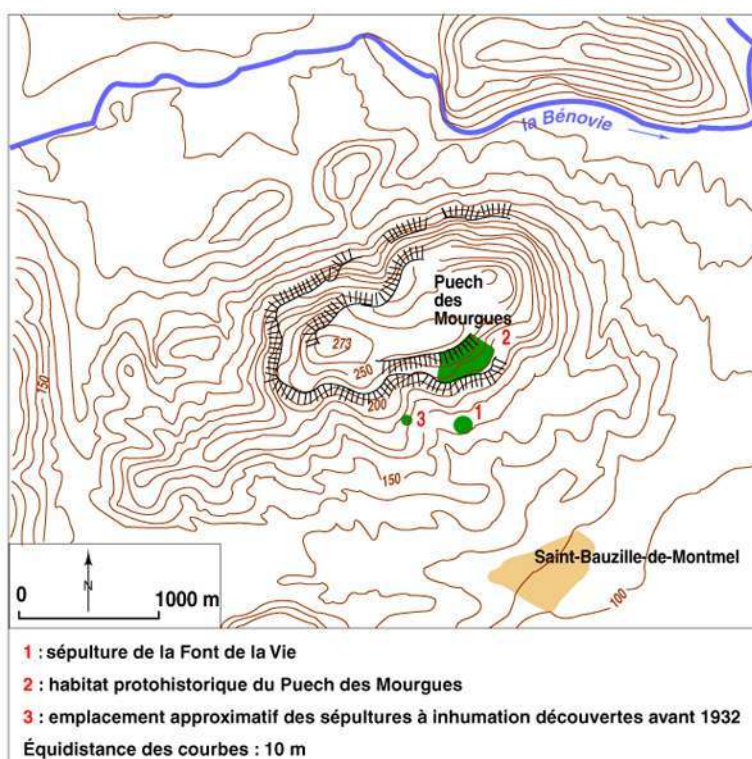 la Bénovie
Puech
des
Mourgues
2
273
250
200
150
3
1
150
Saint-Bauzille-de-Montmel
100
N
0
1000 m
1 : sépulture de la Font de la Vie
2 : habitat protohistorique du Puech des Mourgues
3 : emplacement approximatif des sépultures à inhumation découvertes avant 1932
Équidistance des courbes : 10 m